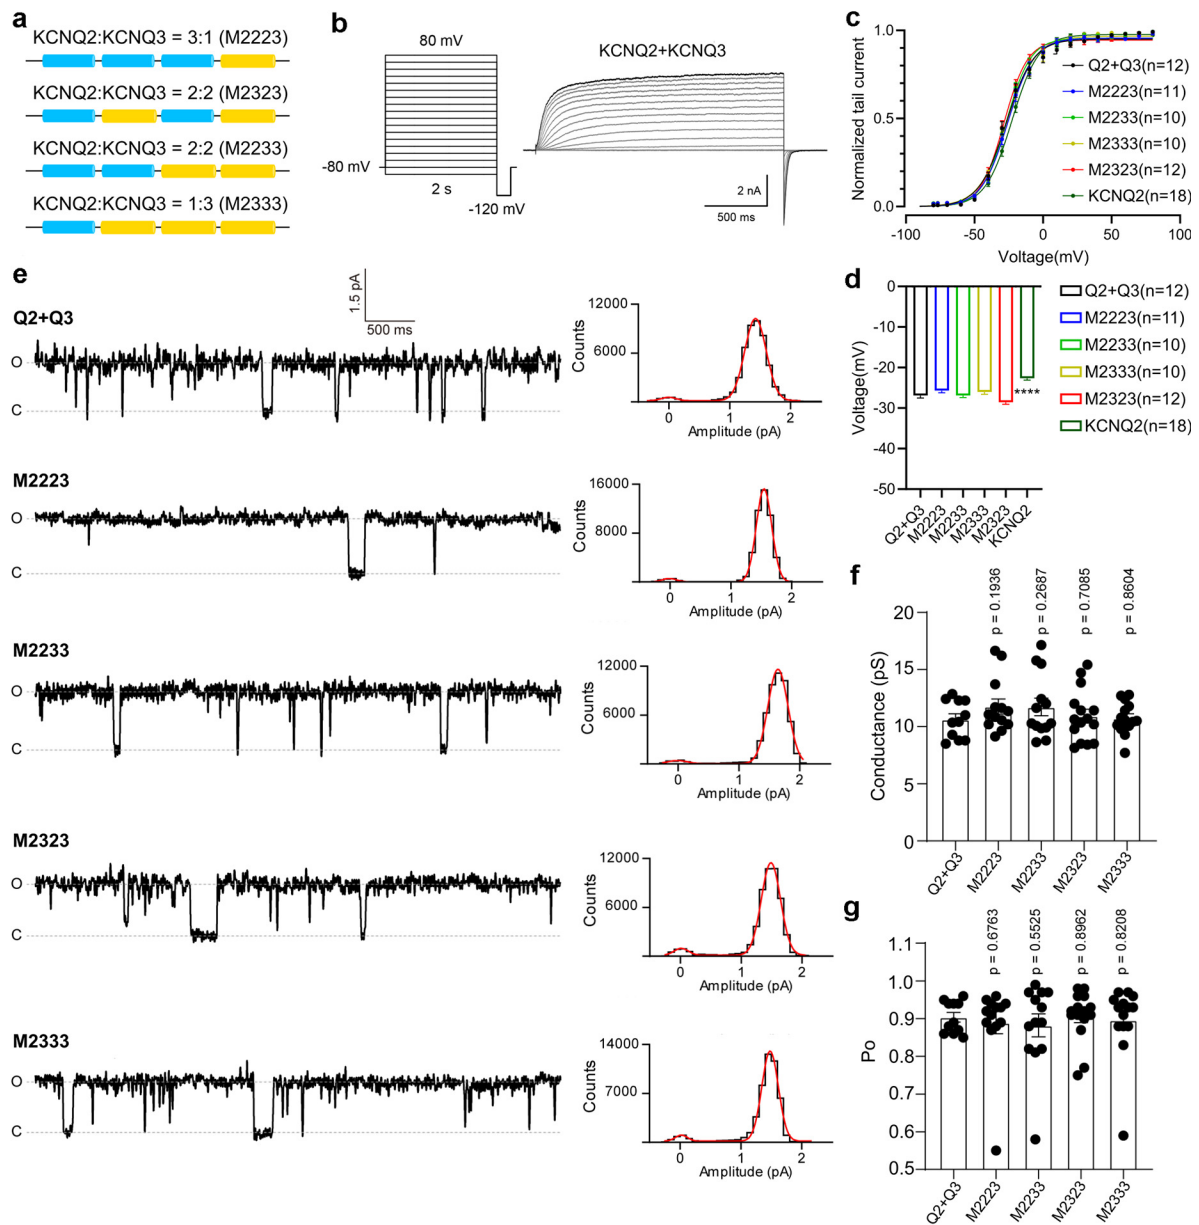 a
KCNQ2:KCNQ3 = 3:1 (M2223)
KCNQ2:KCNQ3 = 2:2 (M2323)
KCNQ2:KCNQ3 = 2:2 (M2233)
KCNQ2:KCNQ3 = 1:3 (M2333)
b
80 mV
-80 mV
2 s
-120 mV
KCNQ2+KCNQ3
2 nA
500 ms
c
Normalized tail current
1.0
0.5
0.0
-100
-50
0
50
100
Voltage(mV)
Q2+Q3(n=12)
M2223(n=11)
M2233(n=10)
M2333(n=10)
M2323(n=12)
KCNQ2(n=18)
d
Voltage(mV)
0
-10
-20
-30
-40
-50
****
Q2+Q3
M2223
M2233
M2333
M2323
KCNQ2
Q2+Q3(n=12)
M2223(n=11)
M2233(n=10)
M2333(n=10)
M2323(n=12)
KCNQ2(n=18)
e
1.5 pA
500 ms
Q2+Q3
O
C
Counts
12000
6000
0
0
1
2
Amplitude (pA)
M2223
O
C
Counts
16000
8000
0
0
1
2
Amplitude (pA)
M2233
O
C
Counts
12000
6000
0
0
1
2
Amplitude (pA)
M2323
O
C
Counts
12000
6000
0
0
1
2
Amplitude (pA)
M2333
O
C
Counts
14000
7000
0
0
1
2
Amplitude (pA)
f
Conductance (pS)
20
15
10
5
0
p = 0.1936
p = 0.2687
p = 0.7085
p = 0.8604
Q2+Q3
M2223
M2233
M2323
M2333
g
Po
1.1
1.0
0.9
0.8
0.7
0.6
0.5
p = 0.6763
p = 0.5525
p = 0.8962
p = 0.8208
Q2+Q3
M2223
M2233
M2323
M2333